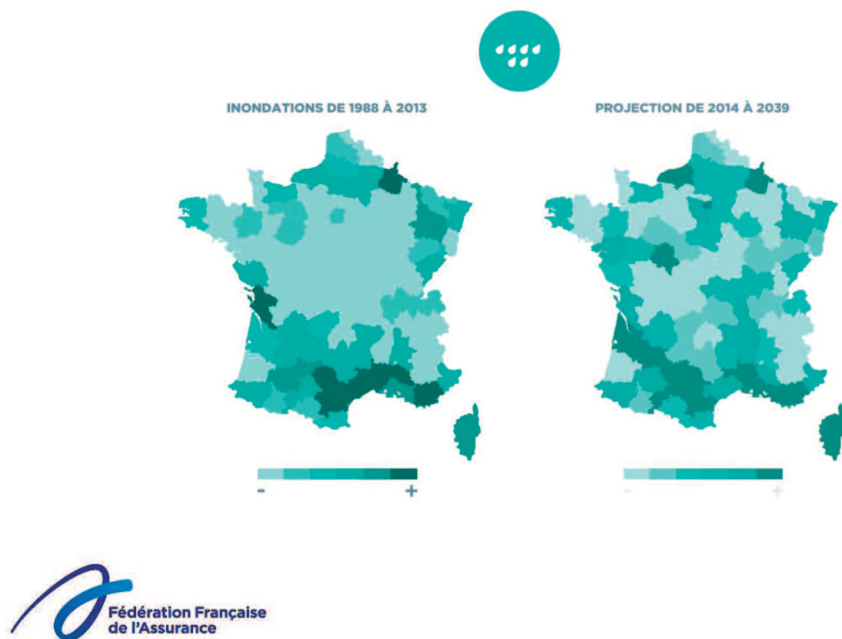 INONDATIONS DE 1988 À 2013
PROJECTION DE 2014 À 2039
- +
- +
Fédération Française
de l'Assurance